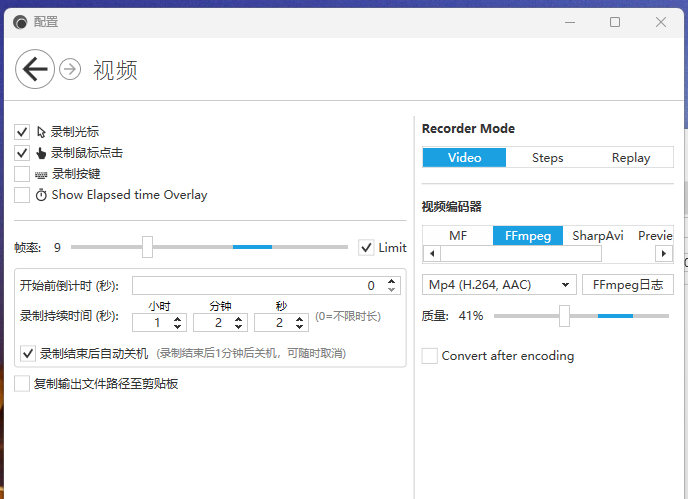 配置
视频
录制光标
录制鼠标点击
录制按键
Show Elapsed time Overlay
帧率: 9 Limit
开始前倒计时 (秒): 0
小时 分钟 秒
录制持续时间 (秒): 1 2 2 (0=不限时长)
录制结束后自动关机 (录制结束后1分钟后关机，可随时取消)
复制输出文件路径至剪贴板
Recorder Mode
Video Steps Replay
视频编码器
MF FFmpeg SharpAvi Previe
Mp4 (H.264, AAC) FFmpeg日志
质量: 41%
Convert after encoding